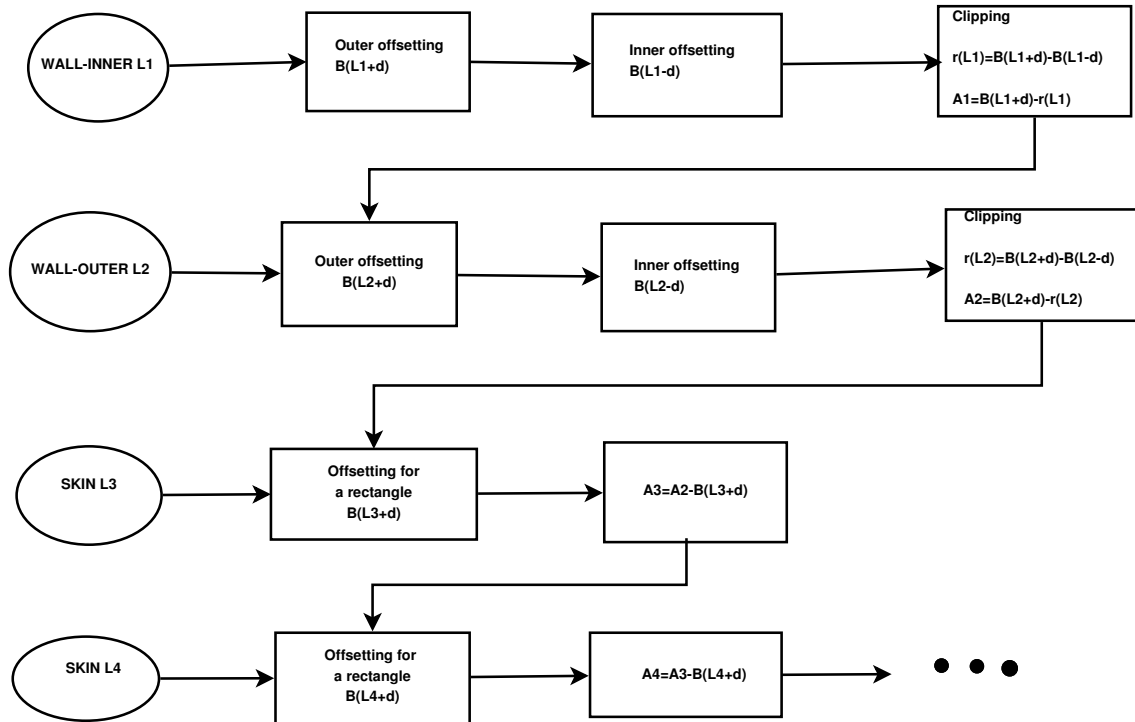 WALL-INNER L1
Outer offsetting
B(L1+d)
Inner offsetting
B(L1-d)
Clipping
r(L1)=B(L1+d)-B(L1-d)
A1=B(L1+d)-r(L1)
WALL-OUTER L2
Outer offsetting
B(L2+d)
Inner offsetting
B(L2-d)
Clipping
r(L2)=B(L2+d)-B(L2-d)
A2=B(L2+d)-r(L2)
SKIN L3
Offsetting for
a rectangle
B(L3+d)
A3=A2-B(L3+d)
SKIN L4
Offsetting for
a rectangle
B(L4+d)
A4=A3-B(L4+d)